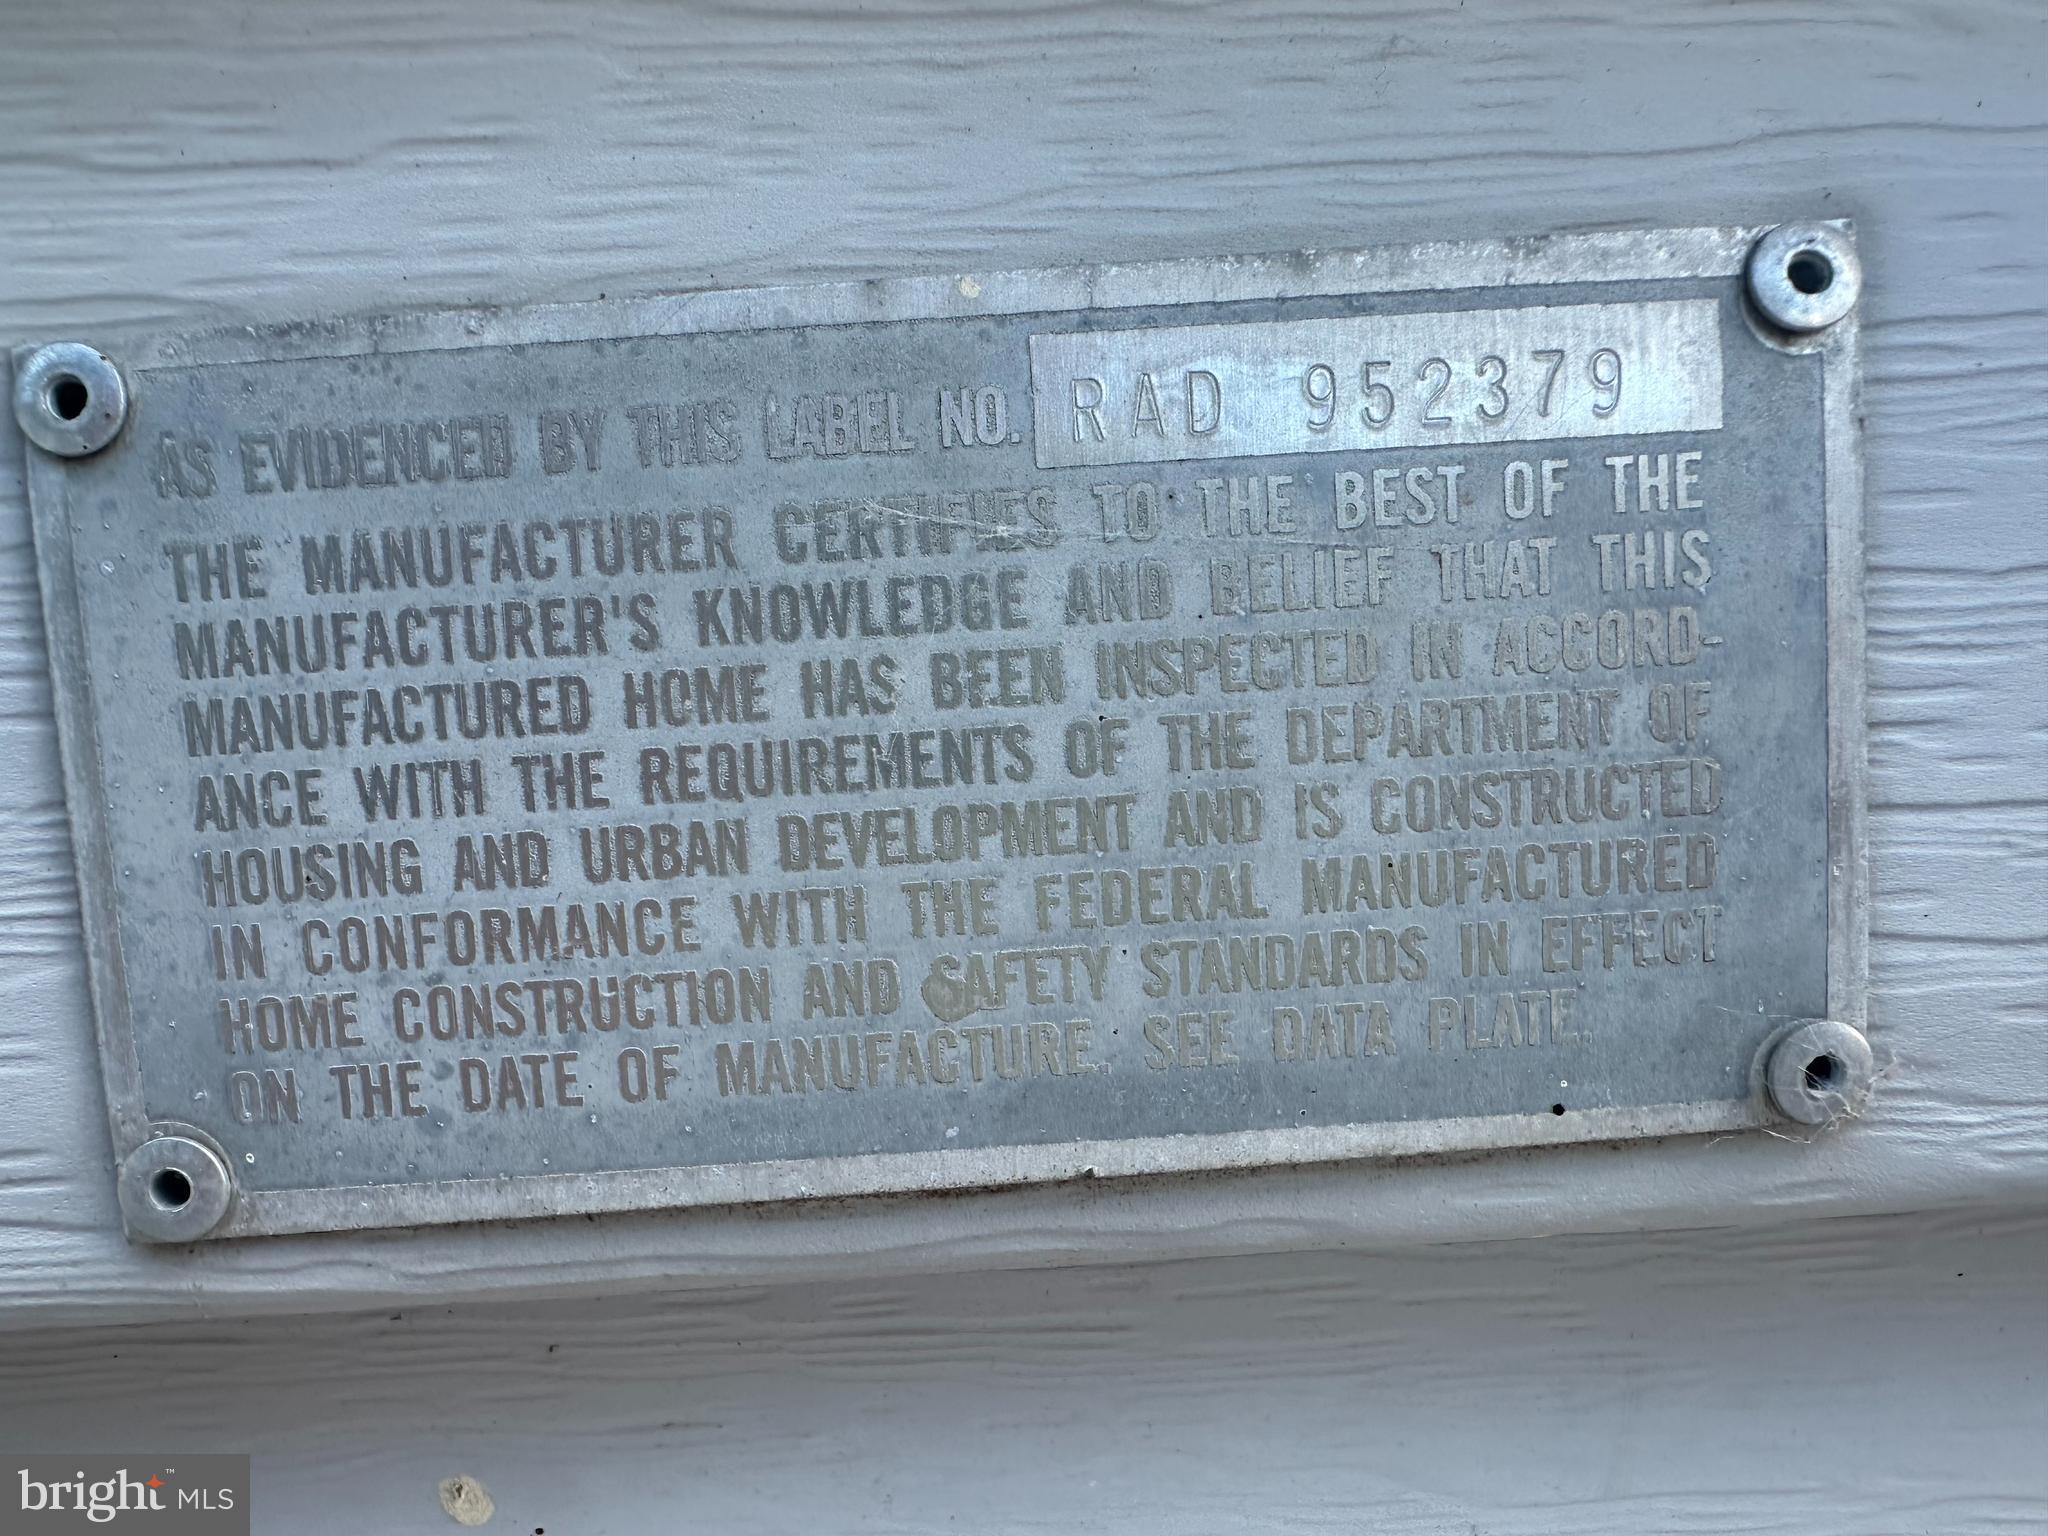 AS EVIDENCED BY THIS LABEL NO. RAD 952379
THE MANUFACTURER CERTIFIES TO THE BEST OF THE
MANUFACTURER'S KNOWLEDGE AND BELIEF THAT THIS
MANUFACTURED HOME HAS BEEN INSPECTED IN ACCORD-
ANCE WITH THE REQUIREMENTS OF THE DEPARTMENT OF
HOUSING AND URBAN DEVELOPMENT AND IS CONSTRUCTED
IN CONFORMANCE WITH THE FEDERAL MANUFACTURED
HOME CONSTRUCTION AND SAFETY STANDARDS IN EFFECT
ON THE DATE OF MANUFACTURE. SEE DATA PLATE.
bright™ MLS